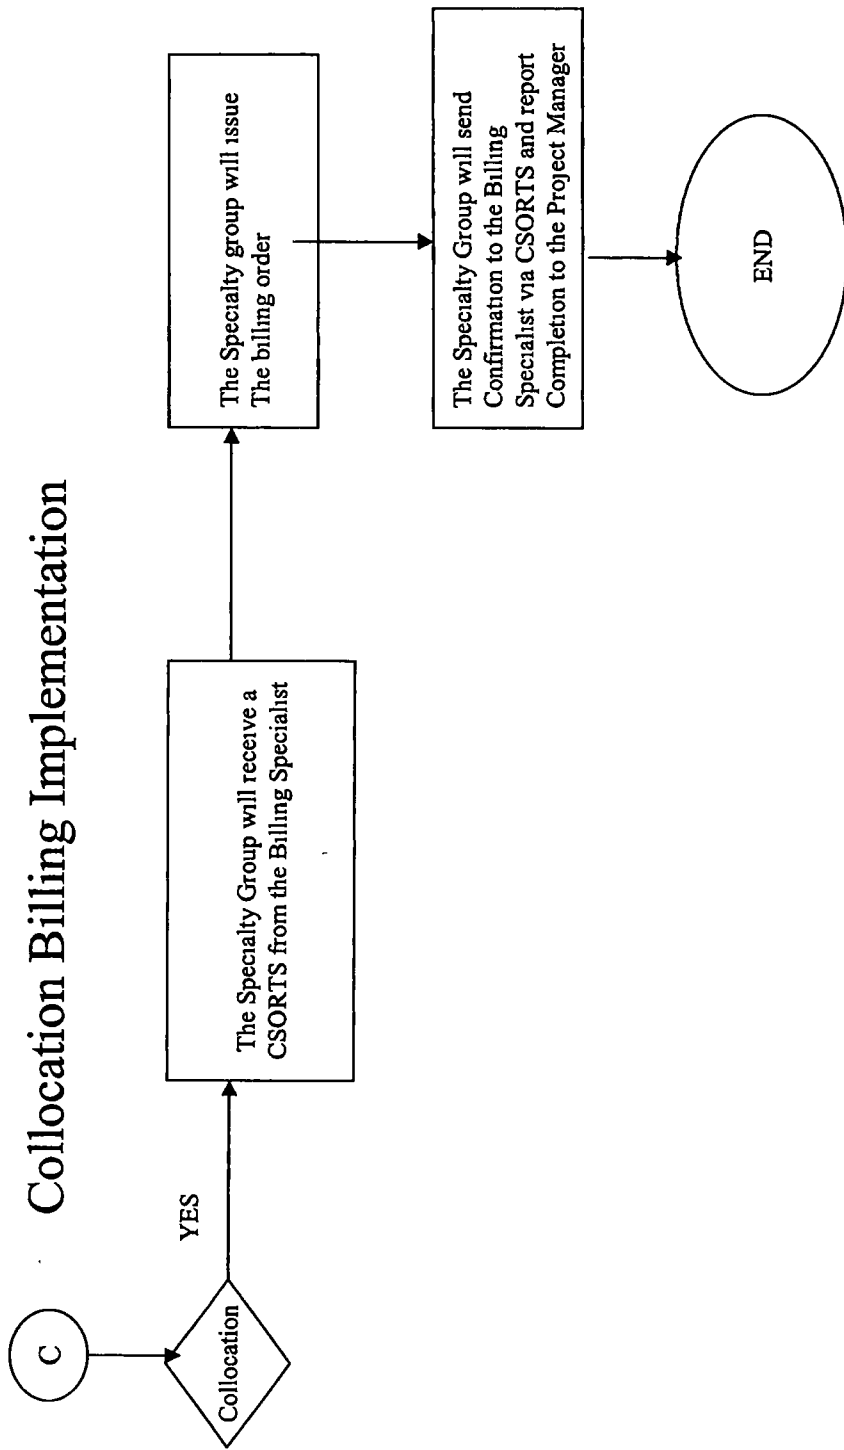 Collocation Billing Implementation
C
Collocation
YES
The Specialty Group will receive a
CSORTS from the Billing Specialist
The Specialty group will issue
The billing order
The Specialty Group will send
Confirmation to the Billing
Specialist via CSORTS and report
Completion to the Project Manager
END